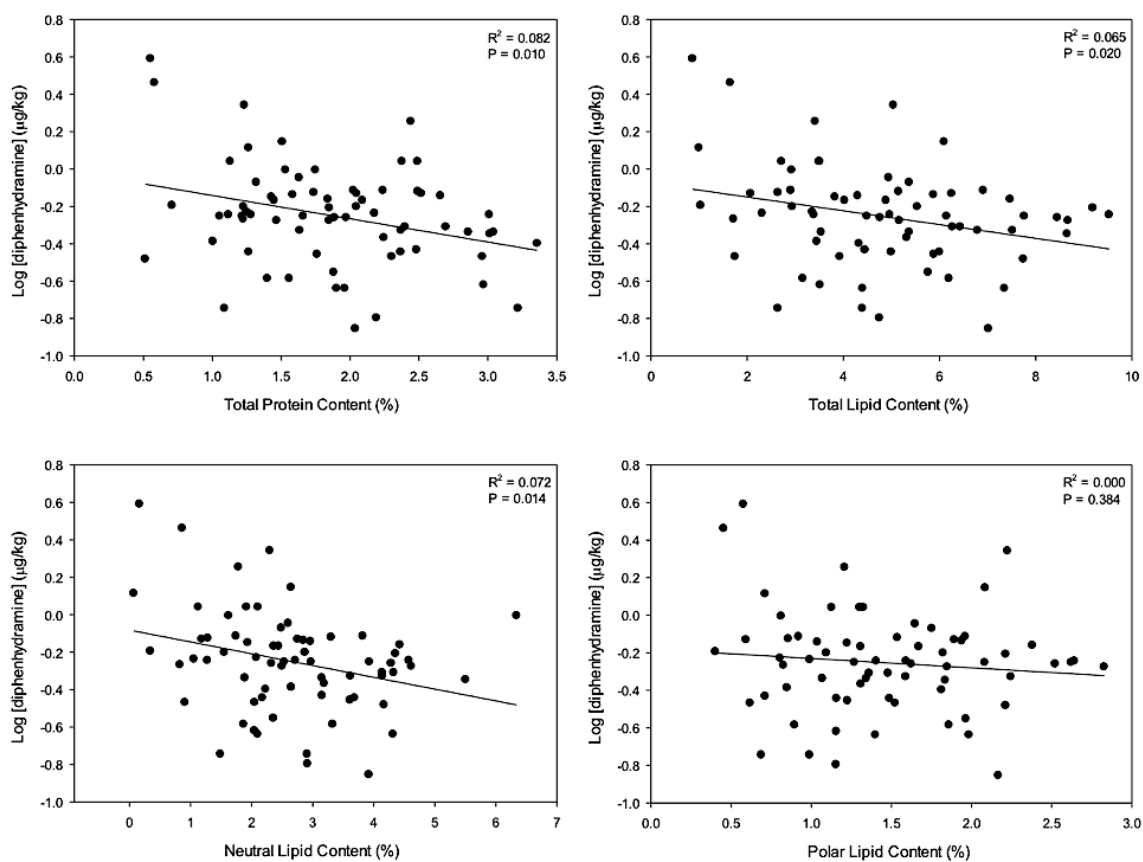 R² = 0.082
P = 0.010
Log [diphenhydramine] (µg/kg)
0.8
0.6
0.4
0.2
0.0
-0.2
-0.4
-0.6
-0.8
-1.0
0.0 0.5 1.0 1.5 2.0 2.5 3.0 3.5
Total Protein Content (%)
R² = 0.065
P = 0.020
Log [diphenhydramine] (µg/kg)
0.8
0.6
0.4
0.2
0.0
-0.2
-0.4
-0.6
-0.8
-1.0
0 2 4 6 8 10
Total Lipid Content (%)
R² = 0.072
P = 0.014
Log [diphenhydramine] (µg/kg)
0.8
0.6
0.4
0.2
0.0
-0.2
-0.4
-0.6
-0.8
-1.0
0 1 2 3 4 5 6 7
Neutral Lipid Content (%)
R² = 0.000
P = 0.384
Log [diphenhydramine] (µg/kg)
0.8
0.6
0.4
0.2
0.0
-0.2
-0.4
-0.6
-0.8
-1.0
0.0 0.5 1.0 1.5 2.0 2.5 3.0
Polar Lipid Content (%)